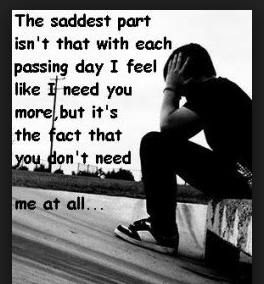 The saddest part
isn't that with each
passing day I feel
like I need you
more,but it's
the fact that
you don't need
me at all...